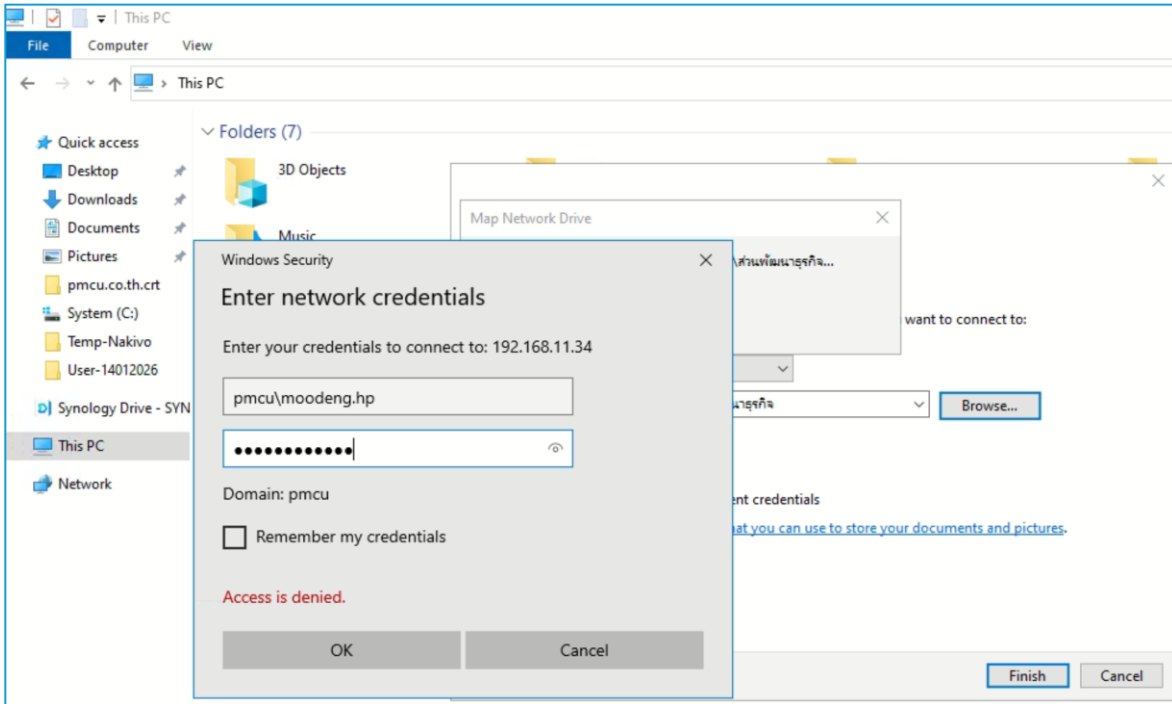 This PC
File Computer View
This PC
Quick access
Desktop
Downloads
Documents
Pictures
pmcu.co.th.crt
System (C:)
Temp-Nakivo
User-14012026
Synology Drive - SYN
This PC
Network
Folders (7)
3D Objects
Music
Map Network Drive
\ส่วนพัฒนาธุรกิจ...
want to connect to:
นาธุรกิจ
Browse...
ent credentials
at you can use to store your documents and pictures.
Finish Cancel
Windows Security
Enter network credentials
Enter your credentials to connect to: 192.168.11.34
pmcu\moodeng.hp
●●●●●●●●●●●●
Domain: pmcu
Remember my credentials
Access is denied.
OK Cancel